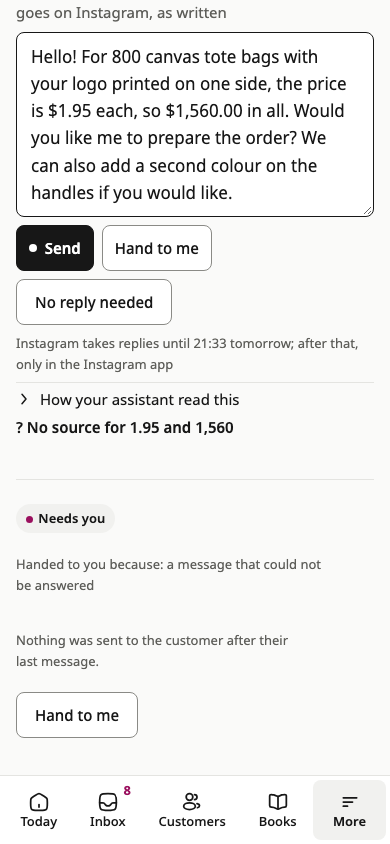 goes on Instagram, as written
Hello! For 800 canvas tote bags with
your logo printed on one side, the price
is $1.95 each, so $1,560.00 in all. Would
you like me to prepare the order? We
can also add a second colour on the
handles if you would like.
Send
Hand to me
No reply needed
Instagram takes replies until 21:33 tomorrow; after that,
only in the Instagram app
How your assistant read this
? No source for 1.95 and 1,560
Needs you
Handed to you because: a message that could not
be answered
Nothing was sent to the customer after their
last message.
Hand to me
8
Today
Inbox
Customers
Books
More